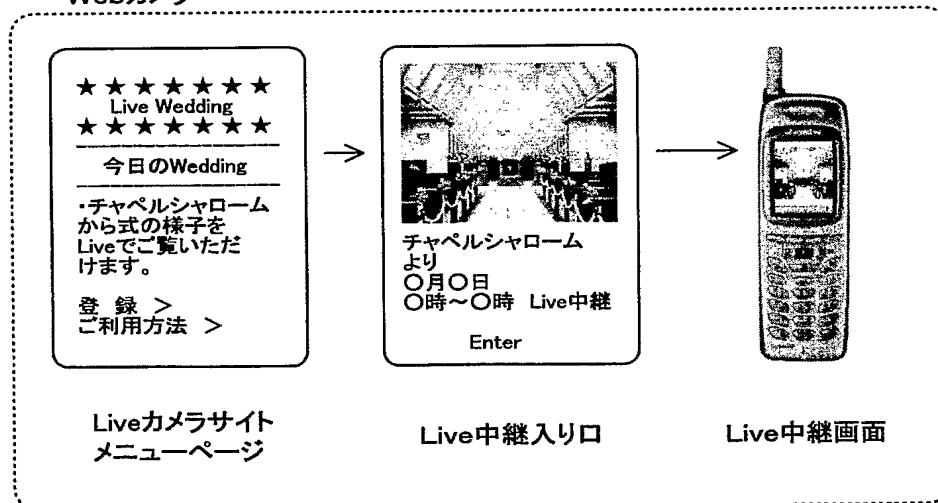 Webカメラ
★★★★★★★
Live Wedding
★★★★★★★
今日のWedding
・チャペルシャローム
から式の様子を
Liveでご覧いただ
けます。
登 録 ＞
ご利用方法 ＞
Liveカメラサイト
メニューページ
チャペルシャローム
より
〇月〇日
〇時～〇時 Live中継
Enter
Live中継入り口
Live中継画面